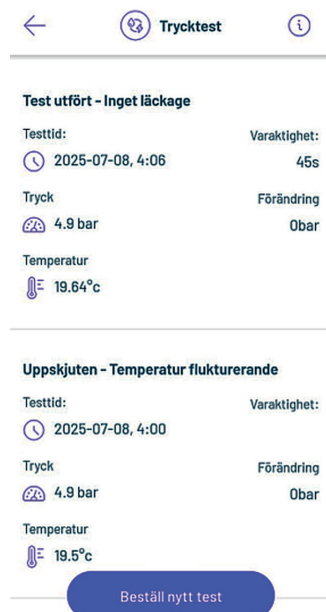 Trycktest
Test utfört - Inget läckage
Testtid: Varaktighet:
2025-07-08, 4:06 45s
Tryck Förändring
4.9 bar 0bar
Temperatur
19.64°c
Uppskjuten - Temperatur flukturerande
Testtid: Varaktighet:
2025-07-08, 4:00
Tryck Förändring
4.9 bar 0bar
Temperatur
19.5°c
Beställ nytt test